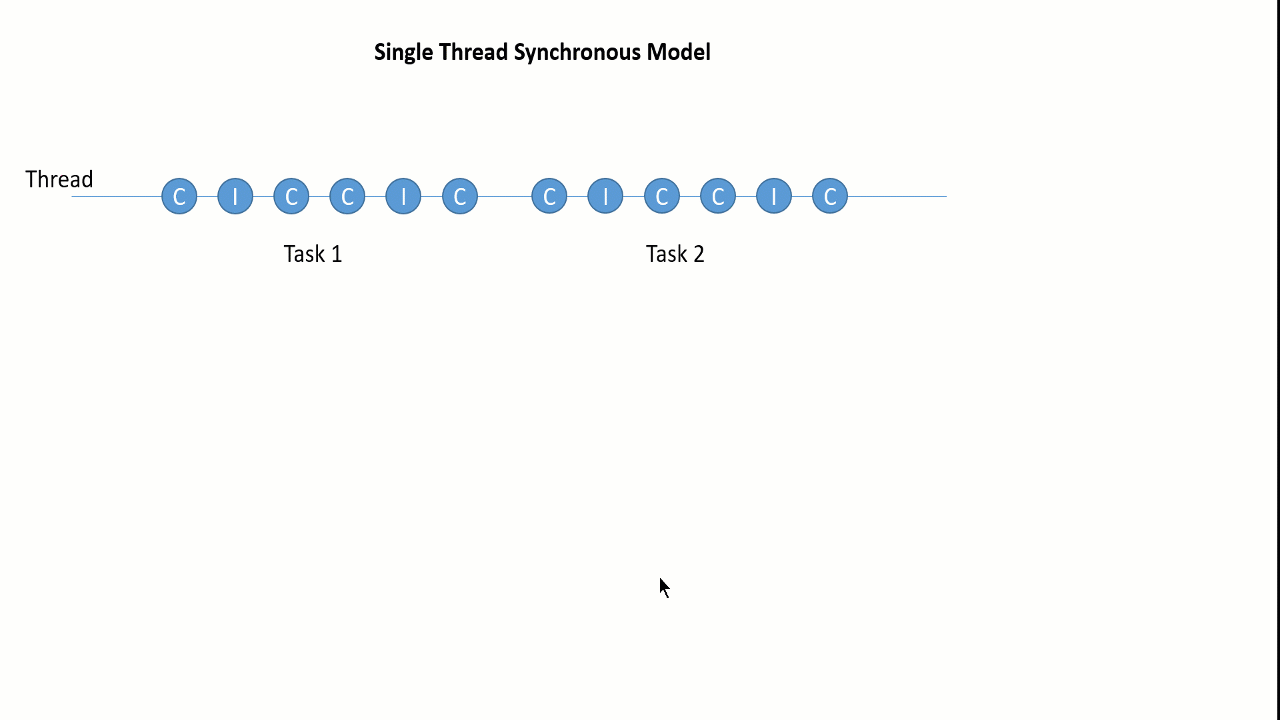 Single Thread Synchronous Model
Thread
C I C C I C C I C C I C
Task 1 Task 2